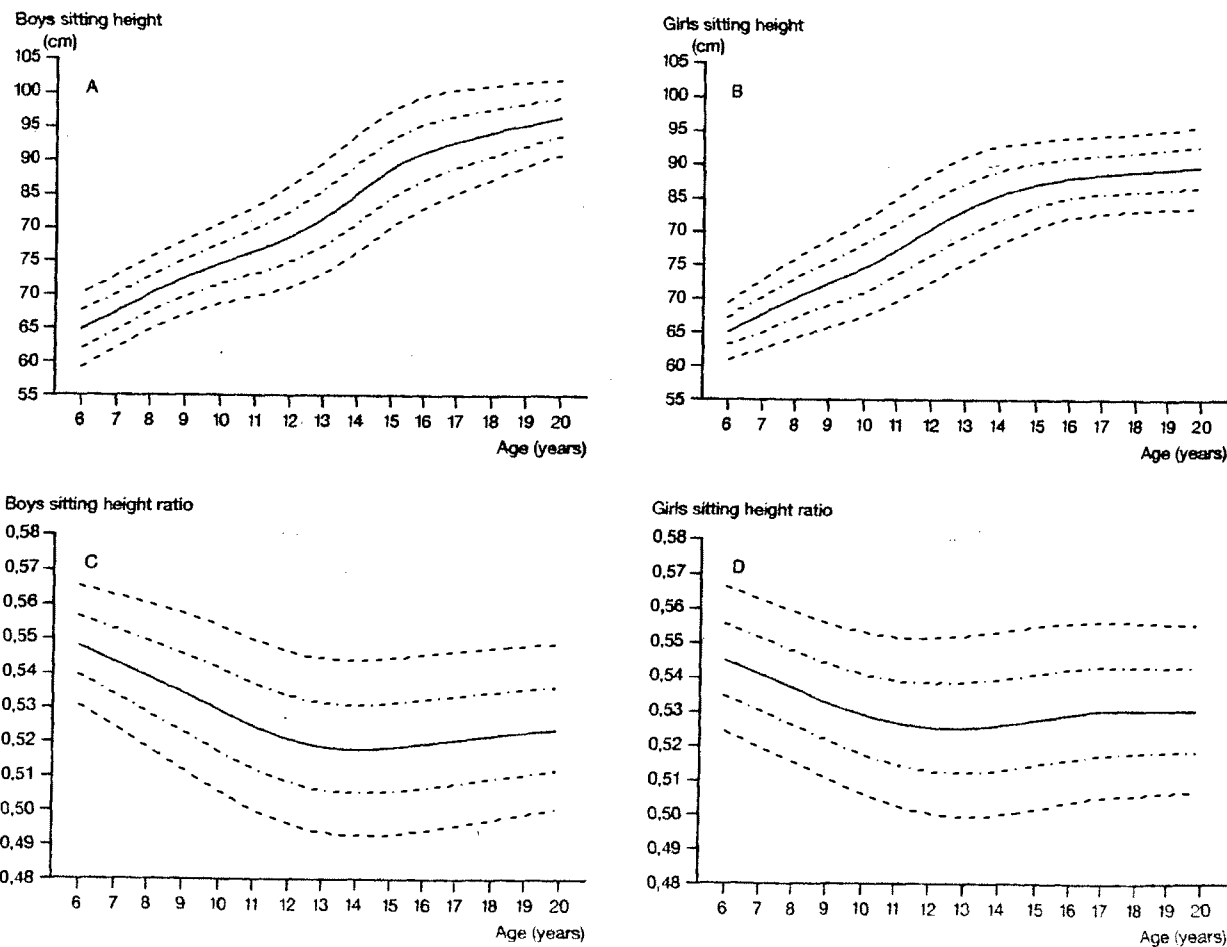 Boys sitting height
(cm)
105
100
95
90
85
80
75
70
65
60
55
A
6 7 8 9 10 11 12 13 14 15 16 17 18 19 20
Age (years)
Girls sitting height
(cm)
105
100
95
90
85
80
75
70
65
60
55
B
6 7 8 9 10 11 12 13 14 15 16 17 18 19 20
Age (years)
Boys sitting height ratio
0,58
0,57
0,56
0,55
0,54
0,53
0,52
0,51
0,50
0,49
0,48
C
6 7 8 9 10 11 12 13 14 15 16 17 18 19 20
Age (years)
Girls sitting height ratio
0,58
0,57
0,56
0,55
0,54
0,53
0,52
0,51
0,50
0,49
0,48
D
6 7 8 9 10 11 12 13 14 15 16 17 18 19 20
Age (years)